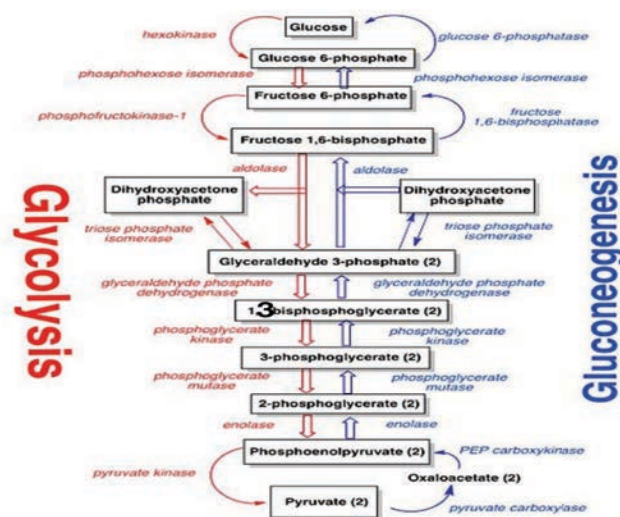 Glucose
hexokinase
glucose 6-phosphatase
Glucose 6-phosphate
phosphohexose isomerase
phosphohexose isomerase
Fructose 6-phosphate
phosphofructokinase-1
fructose
1,6-bisphosphatase
Fructose 1,6-bisphosphate
aldolase
aldolase
Dihydroxyacetone
phosphate
Dihydroxyacetone
phosphate
triose phosphate
isomerase
triose phosphate
isomerase
Glyceraldehyde 3-phosphate (2)
glyceraldehyde phosphate
dehydrogenase
glyceraldehyde phosphate
dehydrogenase
1,3bisphosphoglycerate (2)
phosphoglycerate
kinase
phosphoglycerate
kinase
3-phosphoglycerate (2)
phosphoglycerate
mutase
phosphoglycerate
mutase
2-phosphoglycerate (2)
enolase
enolase
Phosphoenolpyruvate (2)
PEP carboxykinase
pyruvate kinase
Oxaloacetate (2)
Pyruvate (2)
pyruvate carboxylase
Glycolysis
Gluconeogenesis